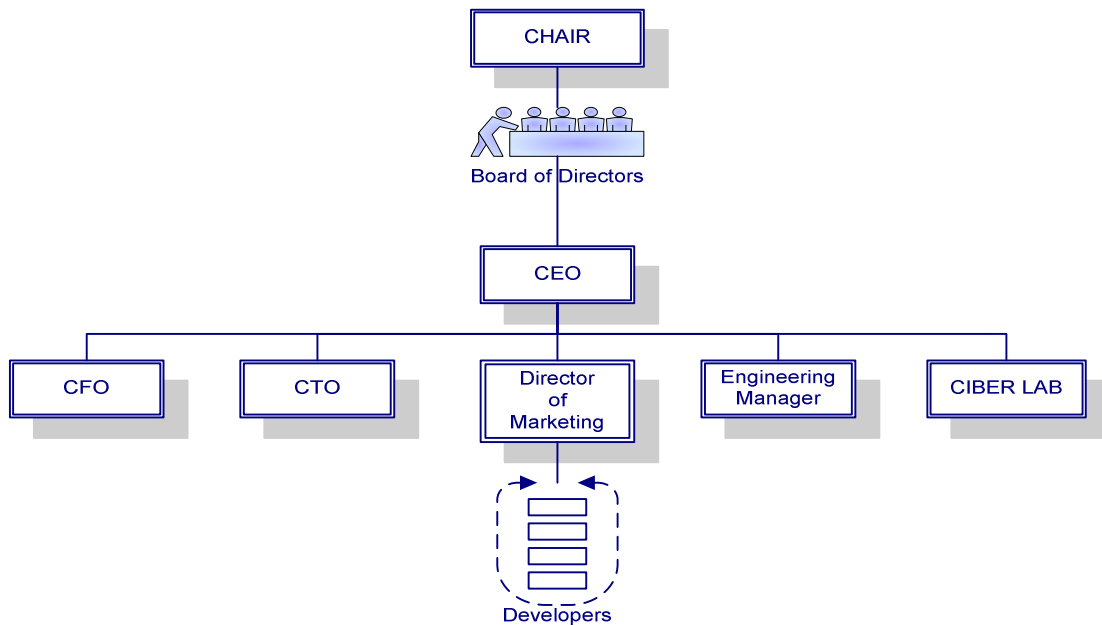 CHAIR
Board of Directors
CEO
CFO
CTO
Director
of
Marketing
Engineering
Manager
CIBER LAB
Developers